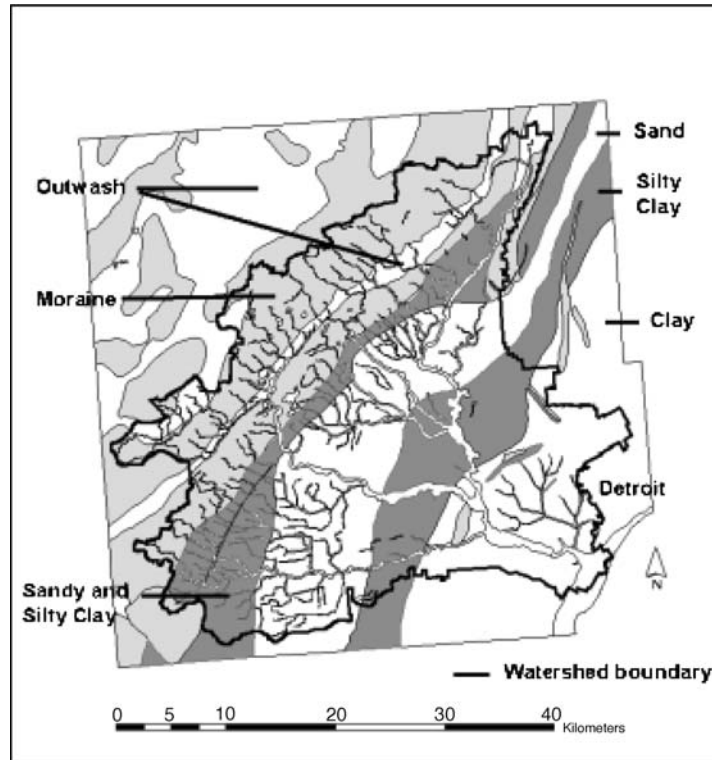 Sand
Outwash
Silty
Clay
Moraine
Clay
Detroit
N
Sandy and
Silty Clay
Watershed boundary
0 5 10 20 30 40
Kilometers